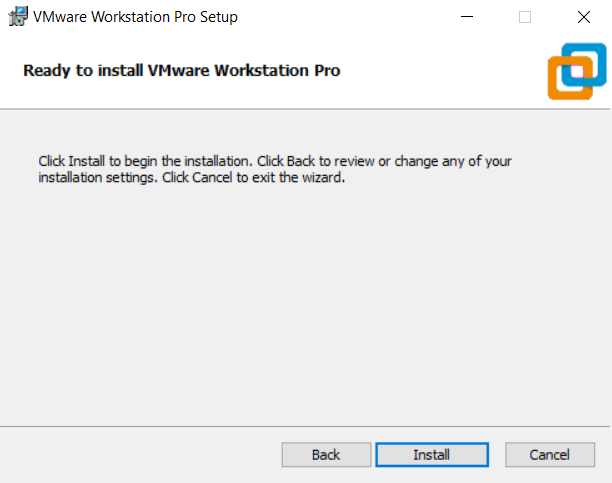 VMware Workstation Pro Setup
Ready to install VMware Workstation Pro
Click Install to begin the installation. Click Back to review or change any of your
installation settings. Click Cancel to exit the wizard.
Back Install Cancel